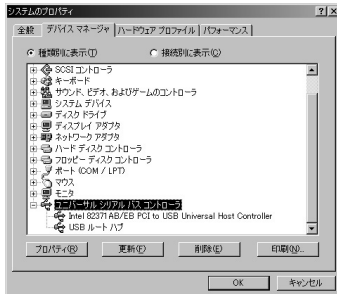 システムのプロパティ
全般 デバイス マネージャ ハードウェア プロファイル パフォーマンス
種類別に表示(T) 接続別に表示(C)
SCSI コントローラ
キーボード
サウンド、ビデオ、およびゲームのコントローラ
システム デバイス
ディスク ドライブ
ディスプレイ アダプタ
ネットワーク アダプタ
ハード ディスク コントローラ
フロッピー ディスク コントローラ
ポート (COM / LPT)
マウス
モニタ
ユニバーサル シリアル バス コントローラ
Intel 82371AB/EB PCI to USB Universal Host Controller
USB ルート ハブ
プロパティ(R) 更新(F) 削除(E) 印刷(N)...
OK キャンセル